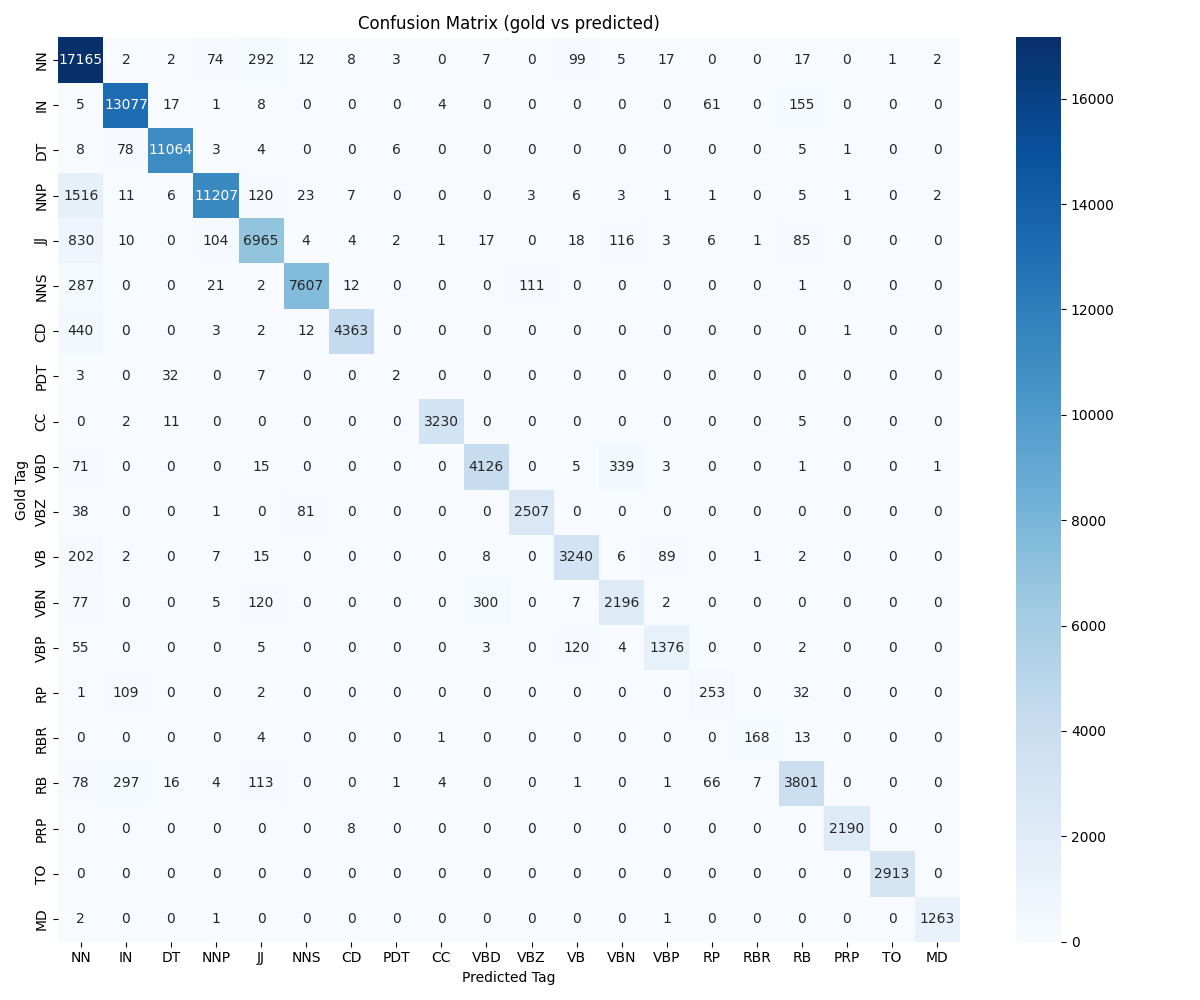 Confusion Matrix (gold vs predicted)
NN 17165 2 2 74 292 12 8 3 0 7 0 99 5 17 0 0 17 0 1 2
IN 5 13077 17 1 8 0 0 0 4 0 0 0 0 0 61 0 155 0 0 0
DT 8 78 11064 3 4 0 0 6 0 0 0 0 0 0 0 0 5 1 0 0
NNP 1516 11 6 11207 120 23 7 0 0 0 3 6 3 1 1 0 5 1 0 2
JJ 830 10 0 104 6965 4 4 2 1 17 0 18 116 3 6 1 85 0 0 0
NNS 287 0 0 21 2 7607 12 0 0 0 111 0 0 0 0 0 1 0 0 0
CD 440 0 0 3 2 12 4363 0 0 0 0 0 0 0 0 0 0 1 0 0
PDT 3 0 32 0 7 0 0 2 0 0 0 0 0 0 0 0 0 0 0 0
CC 0 2 11 0 0 0 0 0 3230 0 0 0 0 0 0 0 5 0 0 0
VBD 71 0 0 0 15 0 0 0 0 4126 0 5 339 3 0 0 1 0 0 1
VBZ 38 0 0 1 0 81 0 0 0 0 2507 0 0 0 0 0 0 0 0 0
VB 202 2 0 7 15 0 0 0 0 8 0 3240 6 89 0 1 2 0 0 0
VBN 77 0 0 5 120 0 0 0 0 300 0 7 2196 2 0 0 0 0 0 0
VBP 55 0 0 0 5 0 0 0 0 3 0 120 4 1376 0 0 2 0 0 0
RP 1 109 0 0 2 0 0 0 0 0 0 0 0 0 253 0 32 0 0 0
RBR 0 0 0 0 4 0 0 0 1 0 0 0 0 0 0 168 13 0 0 0
RB 78 297 16 4 113 0 0 1 4 0 0 1 0 1 66 7 3801 0 0 0
PRP 0 0 0 0 0 0 8 0 0 0 0 0 0 0 0 0 0 2190 0 0
TO 0 0 0 0 0 0 0 0 0 0 0 0 0 0 0 0 0 0 2913 0
MD 2 0 0 1 0 0 0 0 0 0 0 0 0 1 0 0 0 0 0 1263
NN IN DT NNP JJ NNS CD PDT CC VBD VBZ VB VBN VBP RP RBR RB PRP TO MD
Predicted Tag
Gold Tag
16000
14000
12000
10000
8000
6000
4000
2000
0